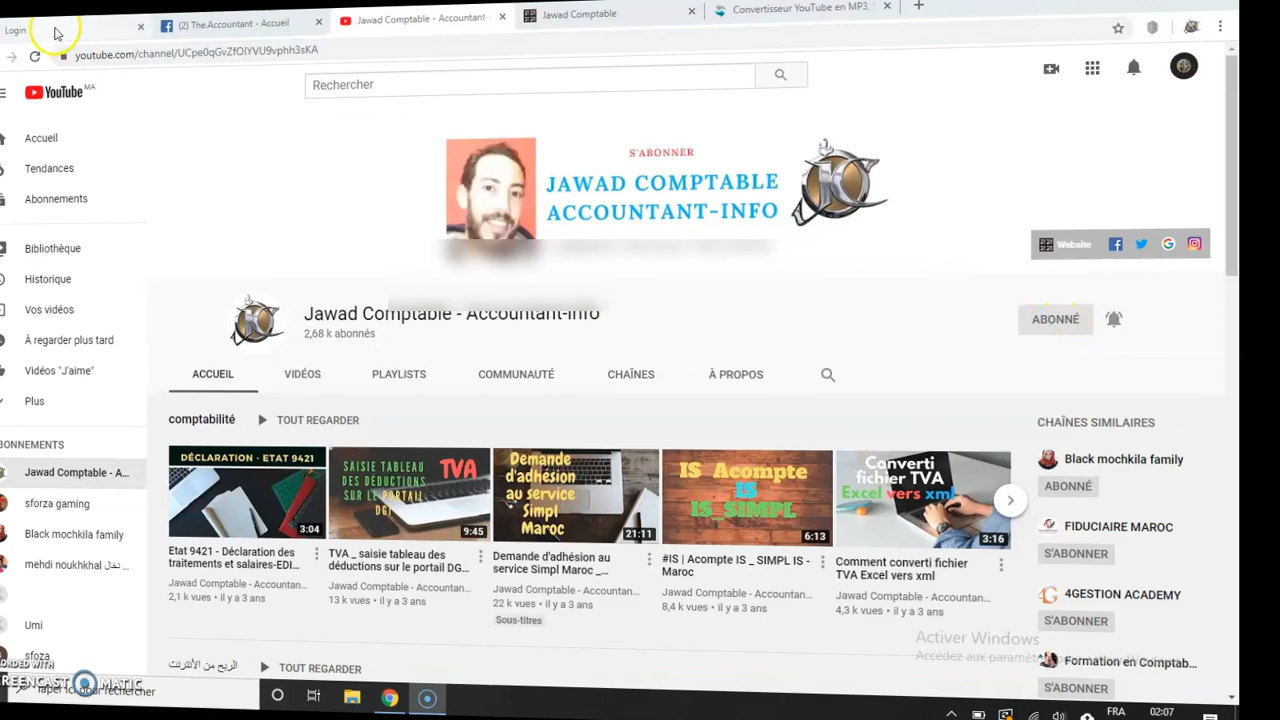 Login
(2) The.Accountant - Accueil
Jawad Comptable - Accountant-
Jawad Comptable
Convertisseur YouTube en MP3,
youtube.com/channel/UCpe0qGvZfOlYVU9vphh3sKA
YouTube MA
Rechercher
Accueil
Tendances
Abonnements
Bibliothèque
Historique
Vos vidéos
À regarder plus tard
Vidéos "J'aime"
Plus
BONNEMENTS
Jawad Comptable - A...
sforza gaming
Black mochkila family
mehdi noukhkhal نخال ...
Umi
sfoza
S'ABONNER
JAWAD COMPTABLE
ACCOUNTANT-INFO
Website
Jawad Comptable - Accountant-Info
2,68 k abonnés
ABONNÉ
ACCUEIL
VIDÉOS
PLAYLISTS
COMMUNAUTÉ
CHAÎNES
À PROPOS
comptabilité
TOUT REGARDER
DÉCLARATION - ETAT 9421
3:04
Etat 9421 - Déclaration des
traitements et salaires-EDI...
Jawad Comptable - Accountan...
2,1 k vues • il y a 3 ans
SAISIE TABLEAU
DES DÉDUCTIONS
SUR LE PORTAIL
DGI
TVA
9:45
TVA _ saisie tableau des
déductions sur le portail DG...
Jawad Comptable - Accountan...
13 k vues • il y a 3 ans
Demande
d'adhésion
au service
Simpl
Maroc
21:11
Demande d'adhésion au
service Simpl Maroc _...
Jawad Comptable - Accountan...
22 k vues • il y a 3 ans
Sous-titres
IS Acompte
IS
IS_SIMPL
6:13
#IS | Acompte IS _ SIMPL IS -
Maroc
Jawad Comptable - Accountan...
8,4 k vues • il y a 3 ans
Converti
fichier TVA
Excel vers xml
3:16
Comment converti fichier
TVA Excel vers xml
Jawad Comptable - Accountan...
4,3 k vues • il y a 3 ans
CHAÎNES SIMILAIRES
Black mochkila family
ABONNÉ
FIDUCIAIRE MAROC
S'ABONNER
4GESTION ACADEMY
S'ABONNER
Formation en Comptab...
S'ABONNER
الربح من الأنترنت
TOUT REGARDER
Activer Windows
Accédez aux paramètres
CORDED WITH
SCREENCAST MATIC
Taper ici pour rechercher
FR
02:07